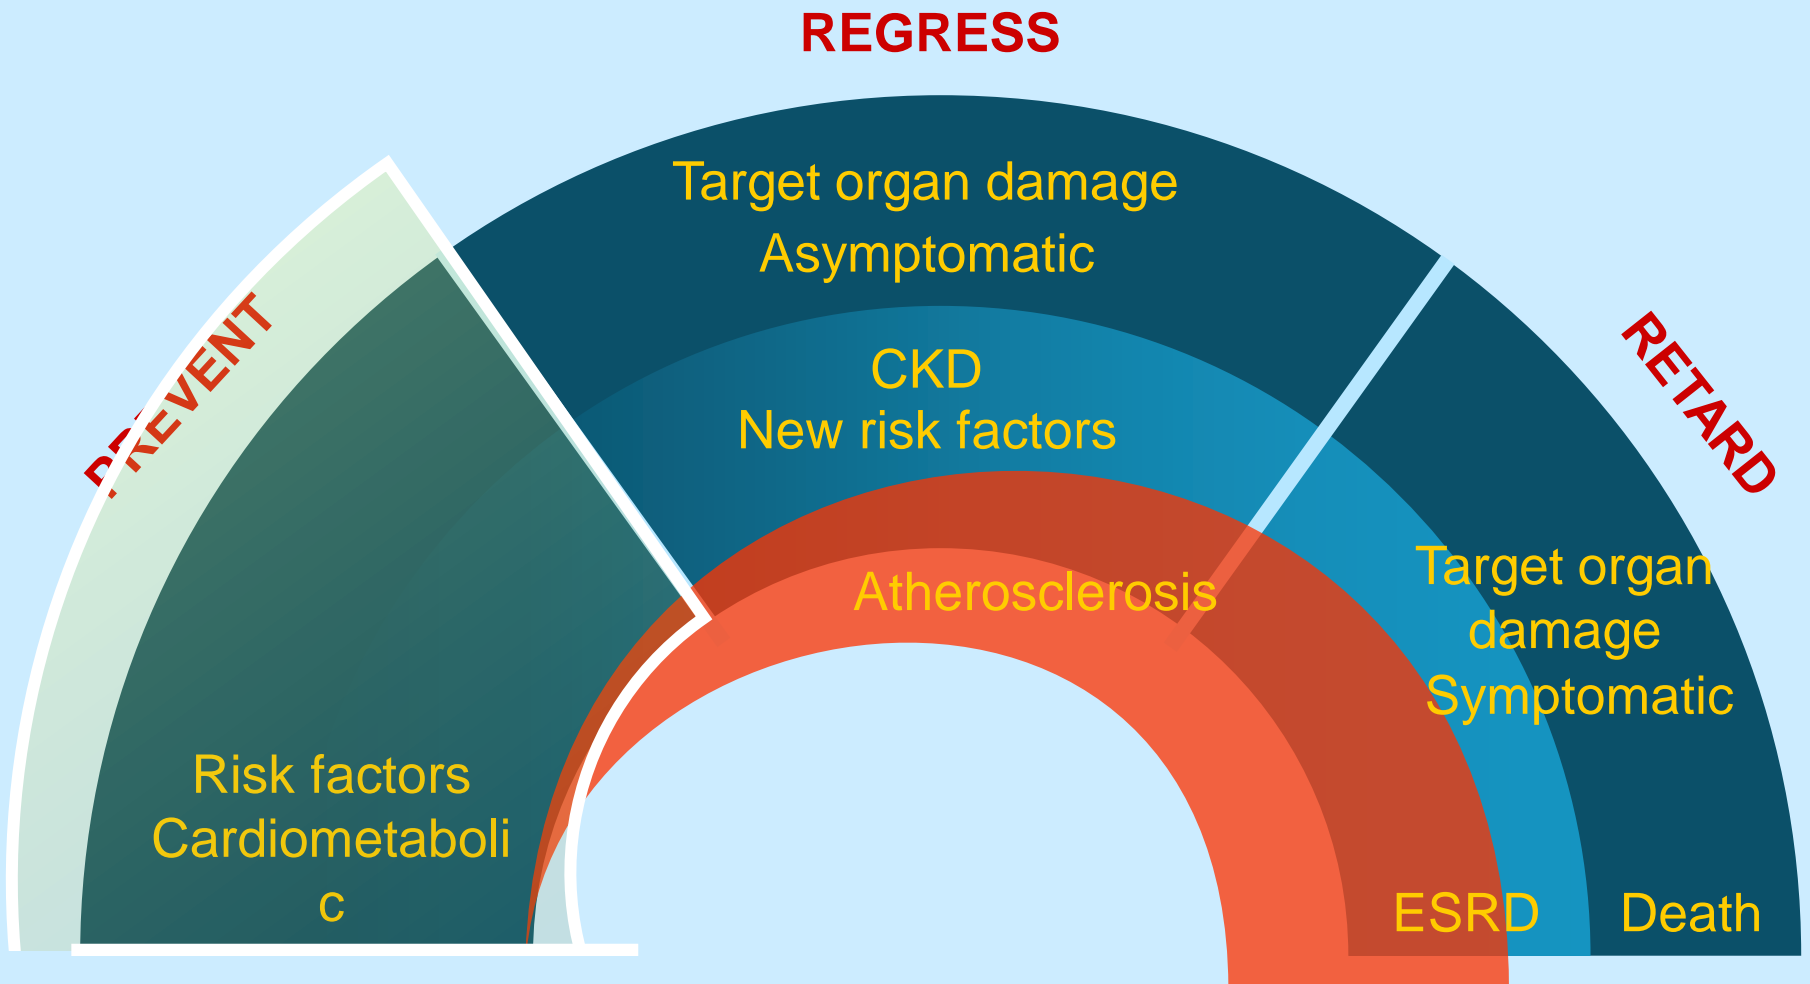 REGRESS
Target organ damage
Asymptomatic
PREVENT
CKD
New risk factors
RETARD
Atherosclerosis
Target organ
damage
Symptomatic
Risk factors
Cardiometaboli
c
ESRD
Death